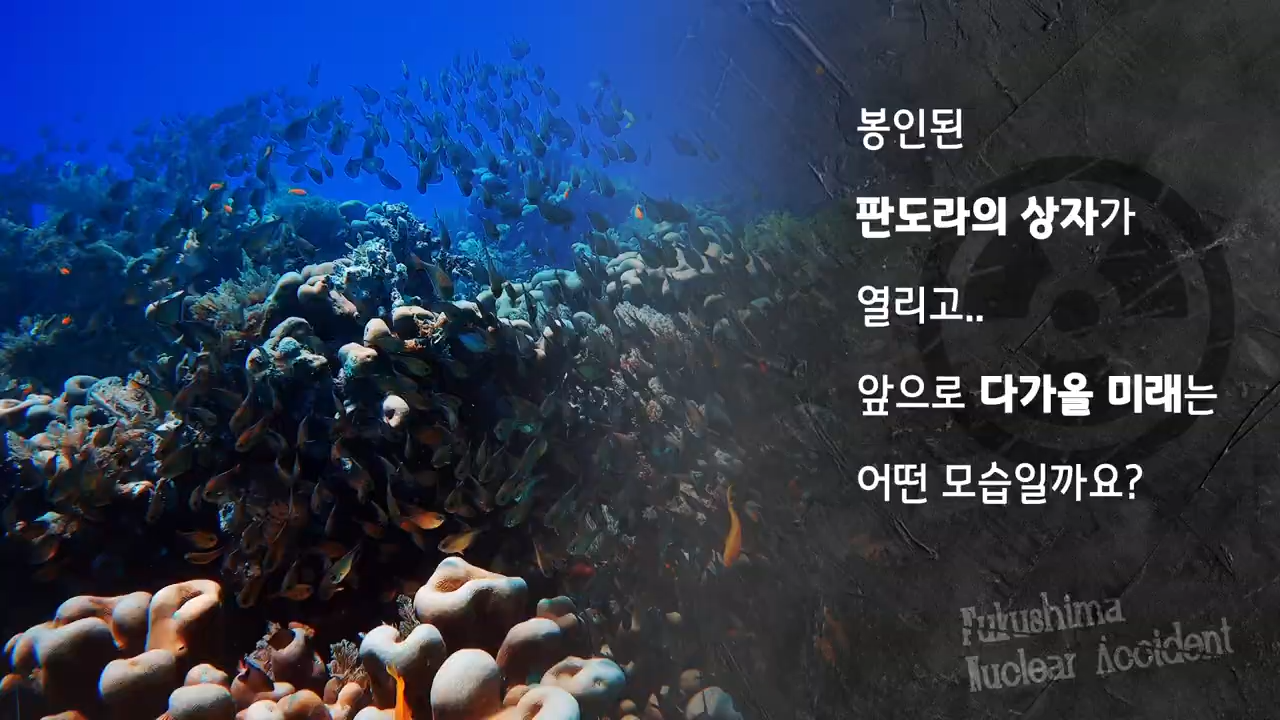 봉인된
판도라의 상자가
열리고..
앞으로 다가올 미래는
어떤 모습일까요?
Fukushima
Nuclear Accident